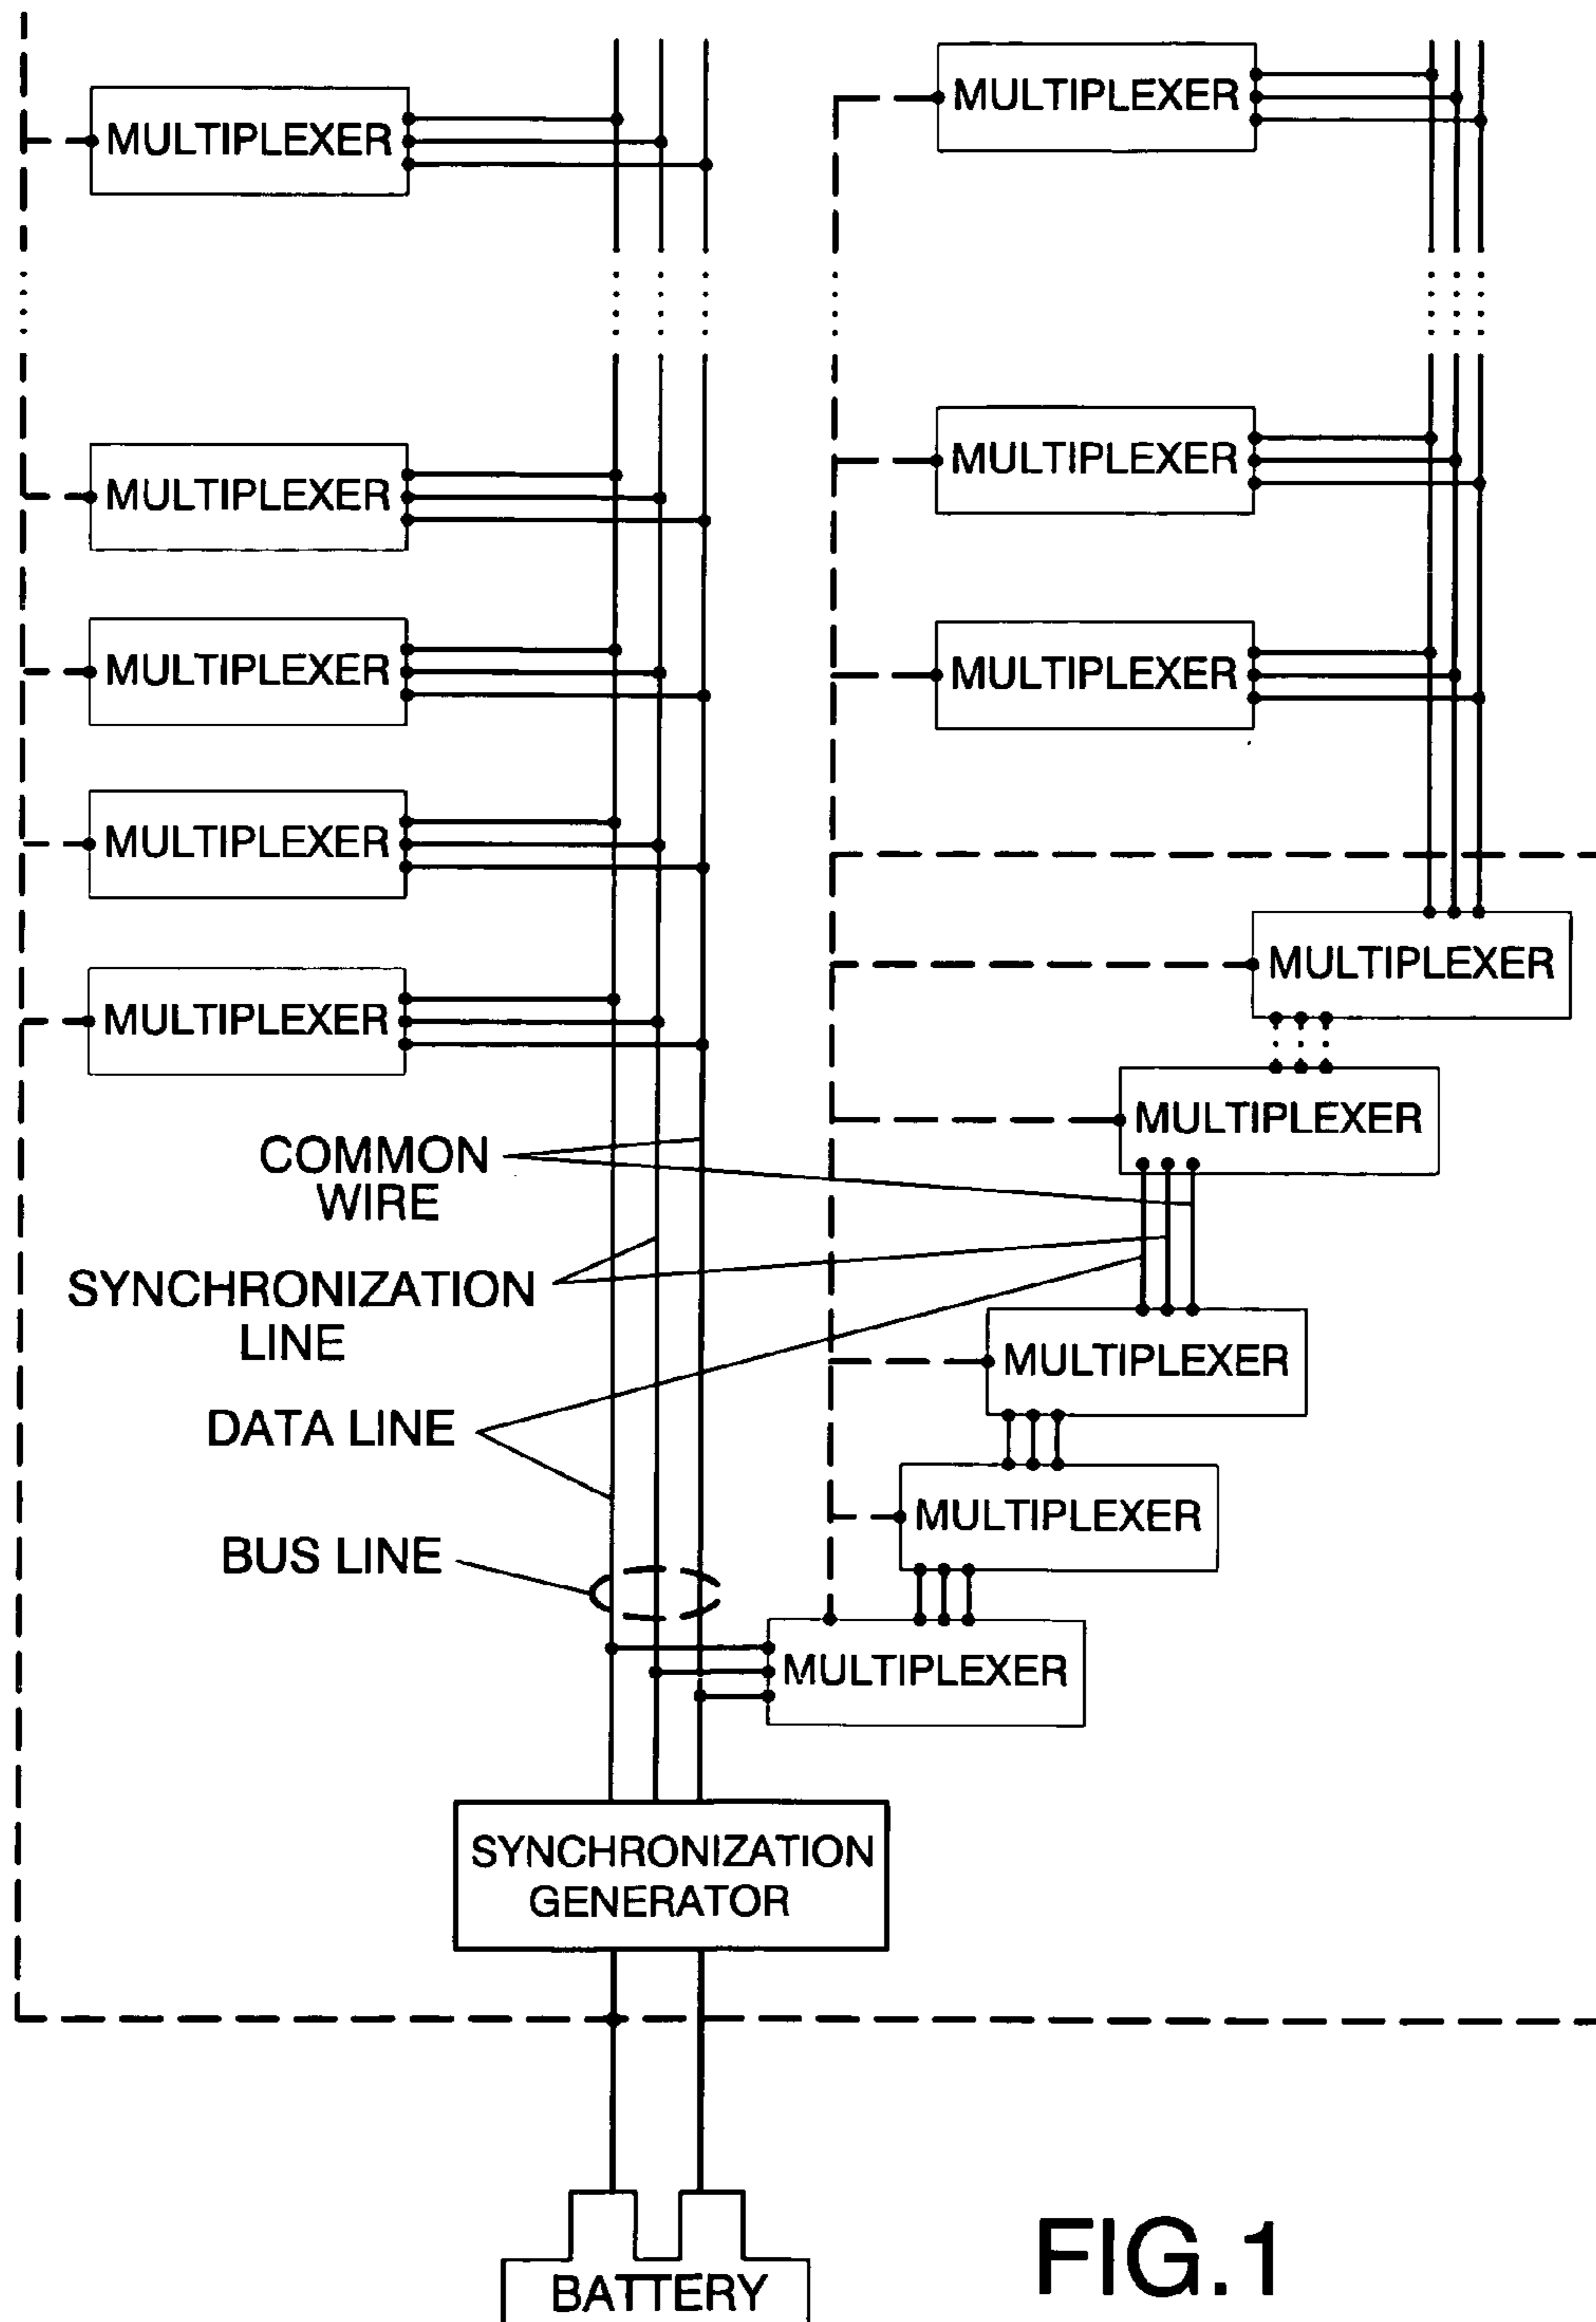 MULTIPLEXER
MULTIPLEXER
MULTIPLEXER
MULTIPLEXER
MULTIPLEXER
MULTIPLEXER
MULTIPLEXER
MULTIPLEXER
MULTIPLEXER
MULTIPLEXER
COMMON
WIRE
SYNCHRONIZATION
LINE
MULTIPLEXER
DATA LINE
MULTIPLEXER
BUS LINE
MULTIPLEXER
SYNCHRONIZATION
GENERATOR
BATTERY
FIG.1